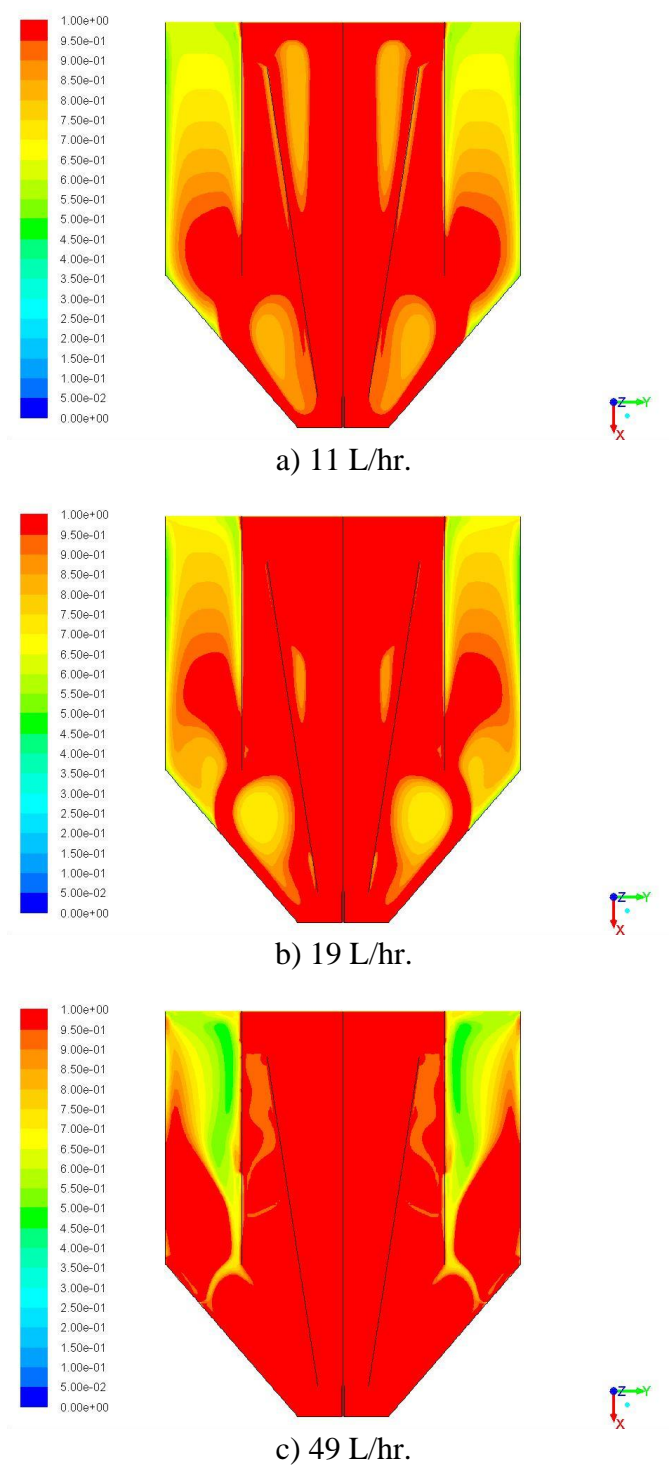 1.00e+00
9.50e-01
9.00e-01
8.50e-01
8.00e-01
7.50e-01
7.00e-01
6.50e-01
6.00e-01
5.50e-01
5.00e-01
4.50e-01
4.00e-01
3.50e-01
3.00e-01
2.50e-01
2.00e-01
1.50e-01
1.00e-01
5.00e-02
0.00e+00
Z Y
X
a) 11 L/hr.
1.00e+00
9.50e-01
9.00e-01
8.50e-01
8.00e-01
7.50e-01
7.00e-01
6.50e-01
6.00e-01
5.50e-01
5.00e-01
4.50e-01
4.00e-01
3.50e-01
3.00e-01
2.50e-01
2.00e-01
1.50e-01
1.00e-01
5.00e-02
0.00e+00
Z Y
X
b) 19 L/hr.
1.00e+00
9.50e-01
9.00e-01
8.50e-01
8.00e-01
7.50e-01
7.00e-01
6.50e-01
6.00e-01
5.50e-01
5.00e-01
4.50e-01
4.00e-01
3.50e-01
3.00e-01
2.50e-01
2.00e-01
1.50e-01
1.00e-01
5.00e-02
0.00e+00
Z Y
X
c) 49 L/hr.